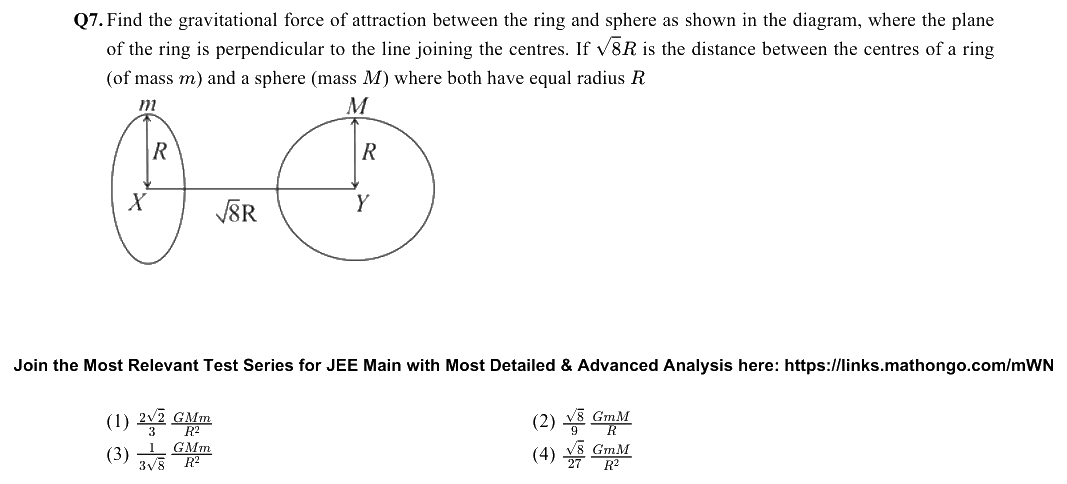 Q7. Find the gravitational force of attraction between the ring and sphere as shown in the diagram, where the plane
of the ring is perpendicular to the line joining the centres. If √8R is the distance between the centres of a ring
(of mass m) and a sphere (mass M) where both have equal radius R
m M
R R
X Y
√8R
Join the Most Relevant Test Series for JEE Main with Most Detailed & Advanced Analysis here: https://links.mathongo.com/mWN
(1) 2√2/3 GMm/R² (2) √8/9 GmM/R
(3) 1/3√8 GMm/R² (4) √8/27 GmM/R²